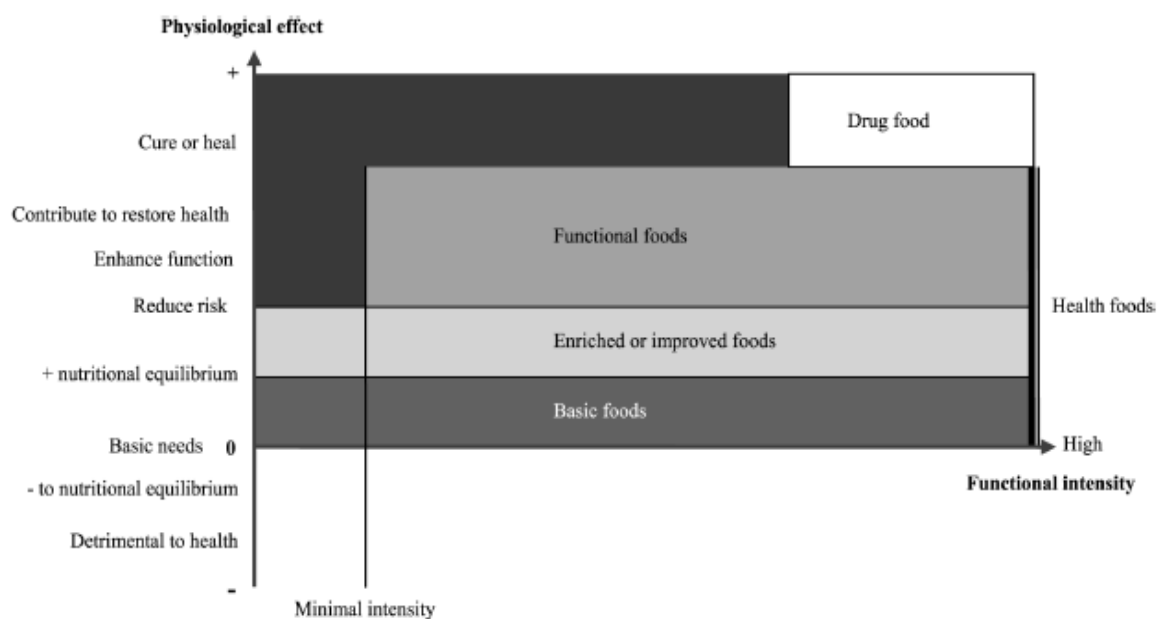 Physiological effect
+
Drug food
Cure or heal
Contribute to restore health
Functional foods
Enhance function
Reduce risk
Health foods
Enriched or improved foods
+ nutritional equilibrium
Basic foods
Basic needs 0
High
- to nutritional equilibrium
Functional intensity
Detrimental to health
-
Minimal intensity